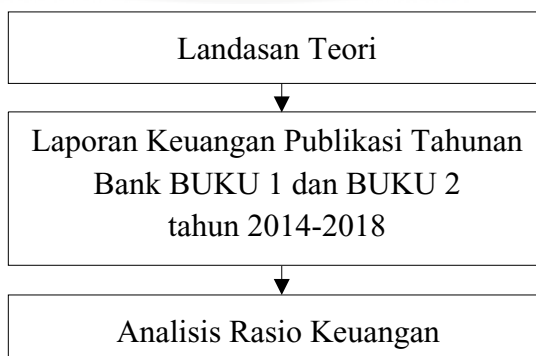 Landasan Teori
Laporan Keuangan Publikasi Tahunan
Bank BUKU 1 dan BUKU 2
tahun 2014-2018
Analisis Rasio Keuangan